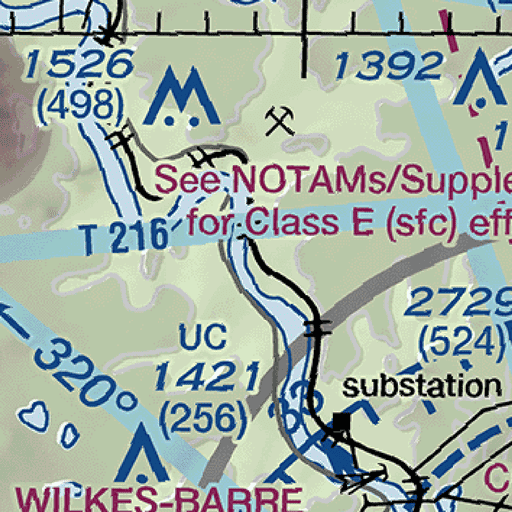 1526
(498)
1392
1
See NOTAMs/Supple
for Class E (sfc) eff
T 216
2729
(524)
320°
UC
1421
(256)
substation
C
WILKES-BARRE